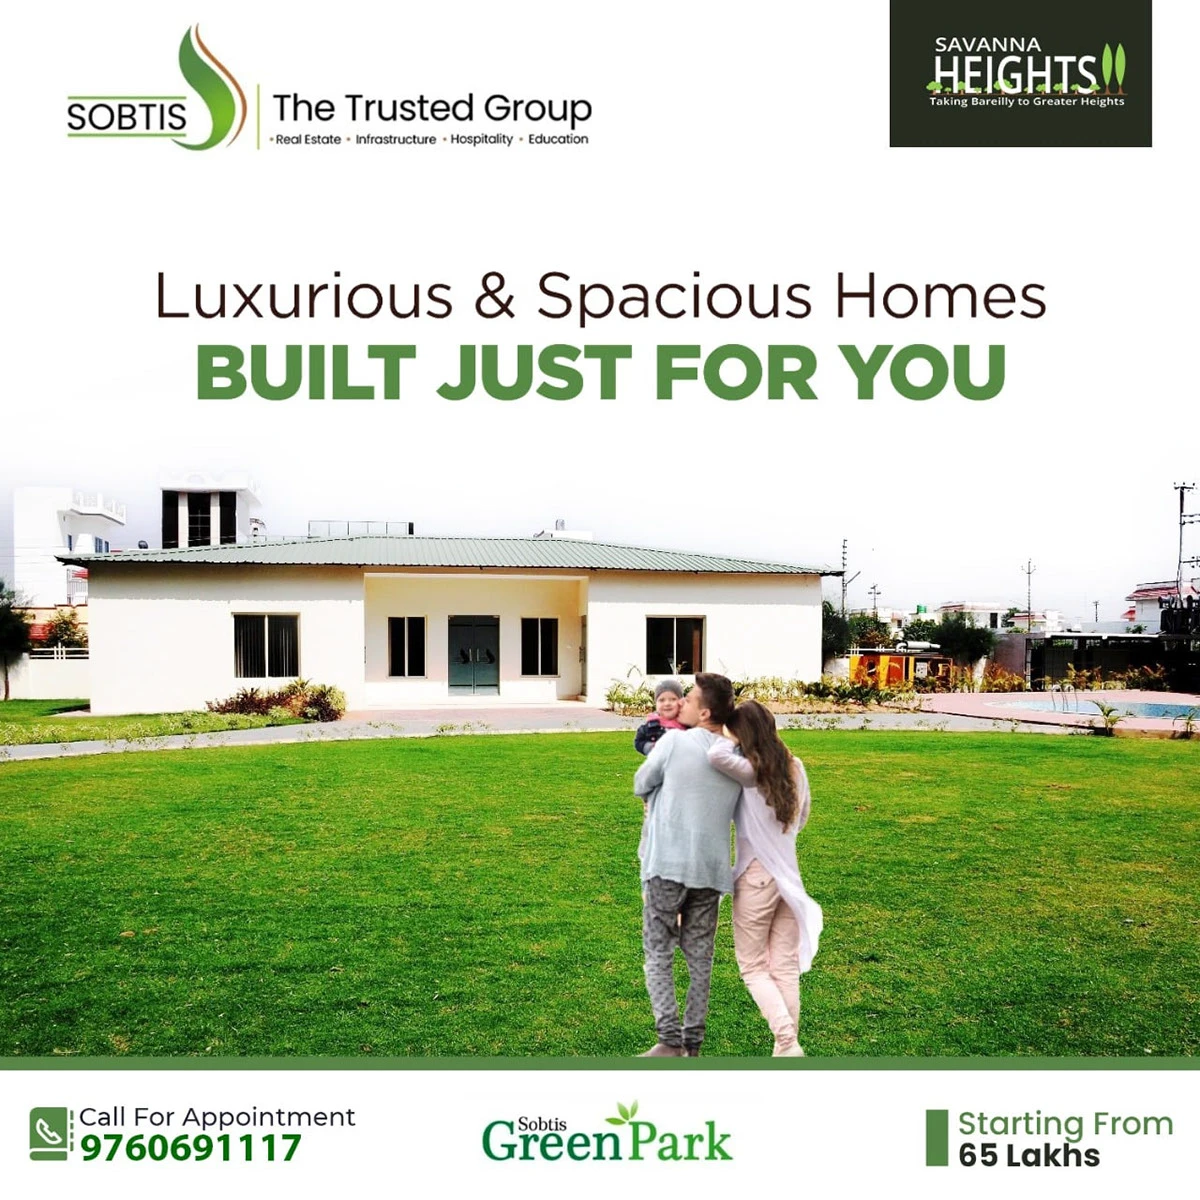 SOBTIS
The Trusted Group
• Real Estate • Infrastructure • Hospitality • Education
SAVANNA
HEIGHTS
Taking Bareilly to Greater Heights
Luxurious & Spacious Homes
BUILT JUST FOR YOU
Call For Appointment
9760691117
Sobtis
Green Park
Starting From
65 Lakhs